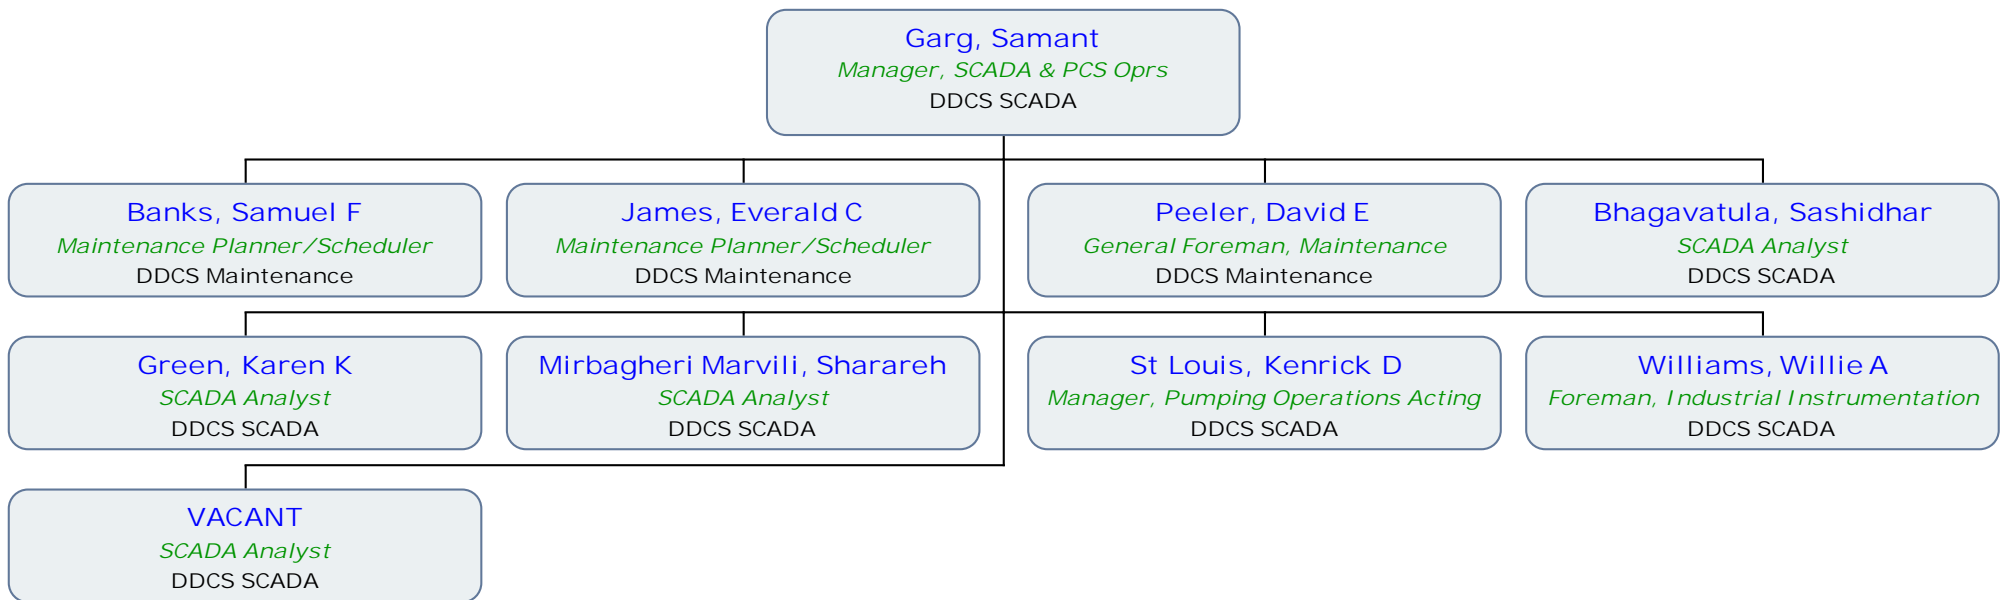 Garg, Samant
Manager, SCADA & PCS Oprs
DDCS SCADA
Banks, Samuel F
Maintenance Planner/Scheduler
DDCS Maintenance
James, Everald C
Maintenance Planner/Scheduler
DDCS Maintenance
Peeler, David E
General Foreman, Maintenance
DDCS Maintenance
Bhagavatula, Sashidhar
SCADA Analyst
DDCS SCADA
Green, Karen K
SCADA Analyst
DDCS SCADA
Mirbagheri Marvili, Sharareh
SCADA Analyst
DDCS SCADA
St Louis, Kenrick D
Manager, Pumping Operations Acting
DDCS SCADA
Williams, Willie A
Foreman, Industrial Instrumentation
DDCS SCADA
VACANT
SCADA Analyst
DDCS SCADA